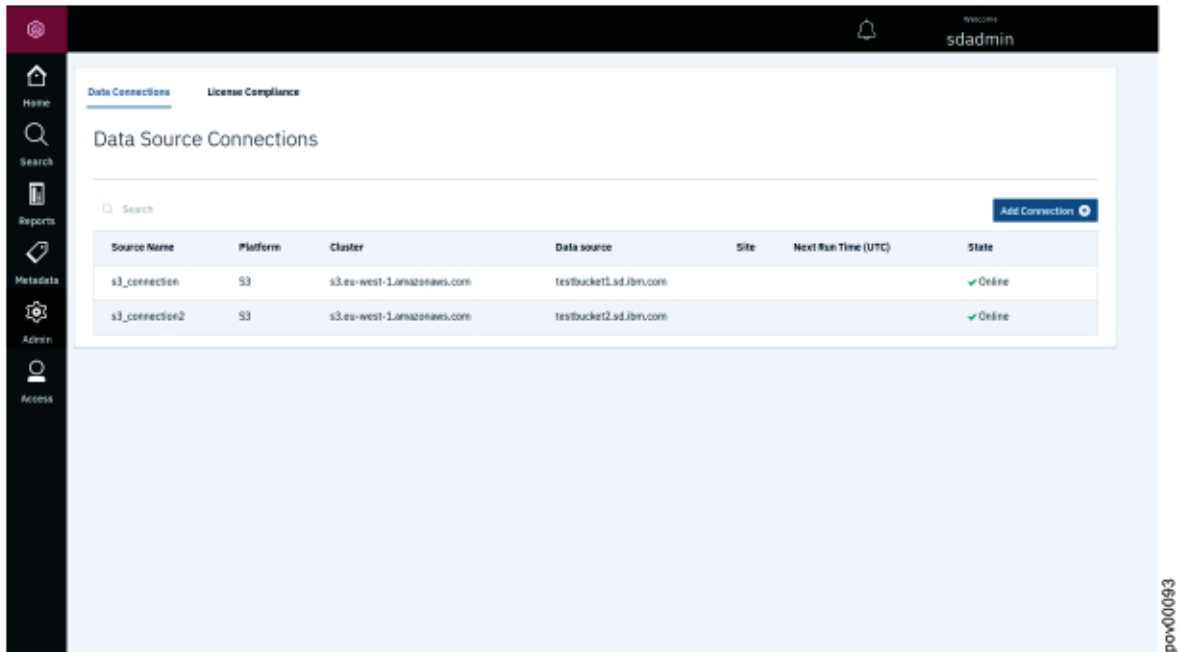 Welcome
sdadmin
Home
Search
Reports
Metadata
Admin
Access
Data Connections License Compliance
Data Source Connections
Search
Add Connection
Source Name Platform Cluster Data source Site Next Run Time (UTC) State
s3_connection S3 s3.eu-west-1.amazonaws.com testbucket1.sd.ibm.com Online
s3_connection2 S3 s3.eu-west-1.amazonaws.com testbucket2.sd.ibm.com Online
pov00093